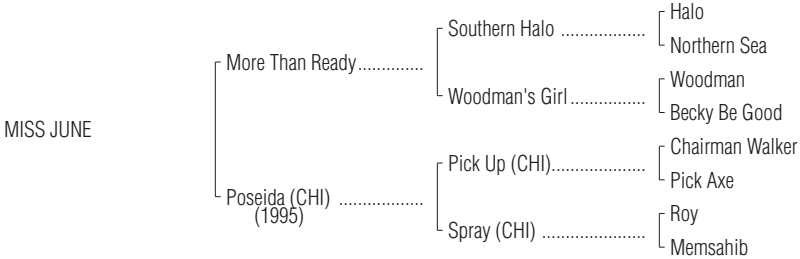 Halo
Southern Halo ...................
Northern Sea
More Than Ready..............
Woodman
Woodman's Girl.................
Becky Be Good
MISS JUNE
Chairman Walker
Pick Up (CHI).....................
Pick Axe
Poseida (CHI) ..................
(1995)
Roy
Spray (CHI) .......................
Memsahib